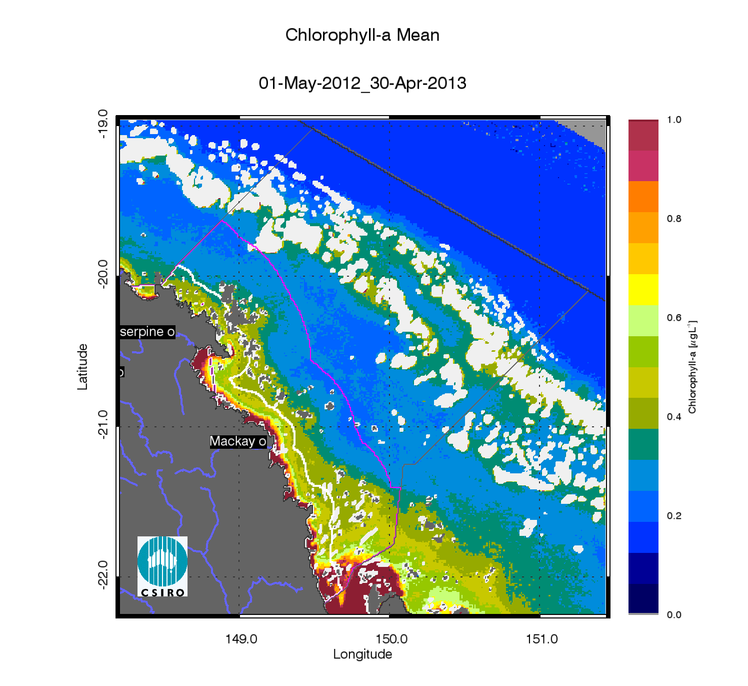 Chlorophyll-a Mean
01-May-2012_30-Apr-2013
-19.0
-20.0
-21.0
-22.0
Latitude
serpine o
Mackay o
CSIRO
149.0
150.0
151.0
Longitude
1.0
0.8
0.6
0.4
0.2
0.0
Chlorophyll-a [µgL⁻¹]